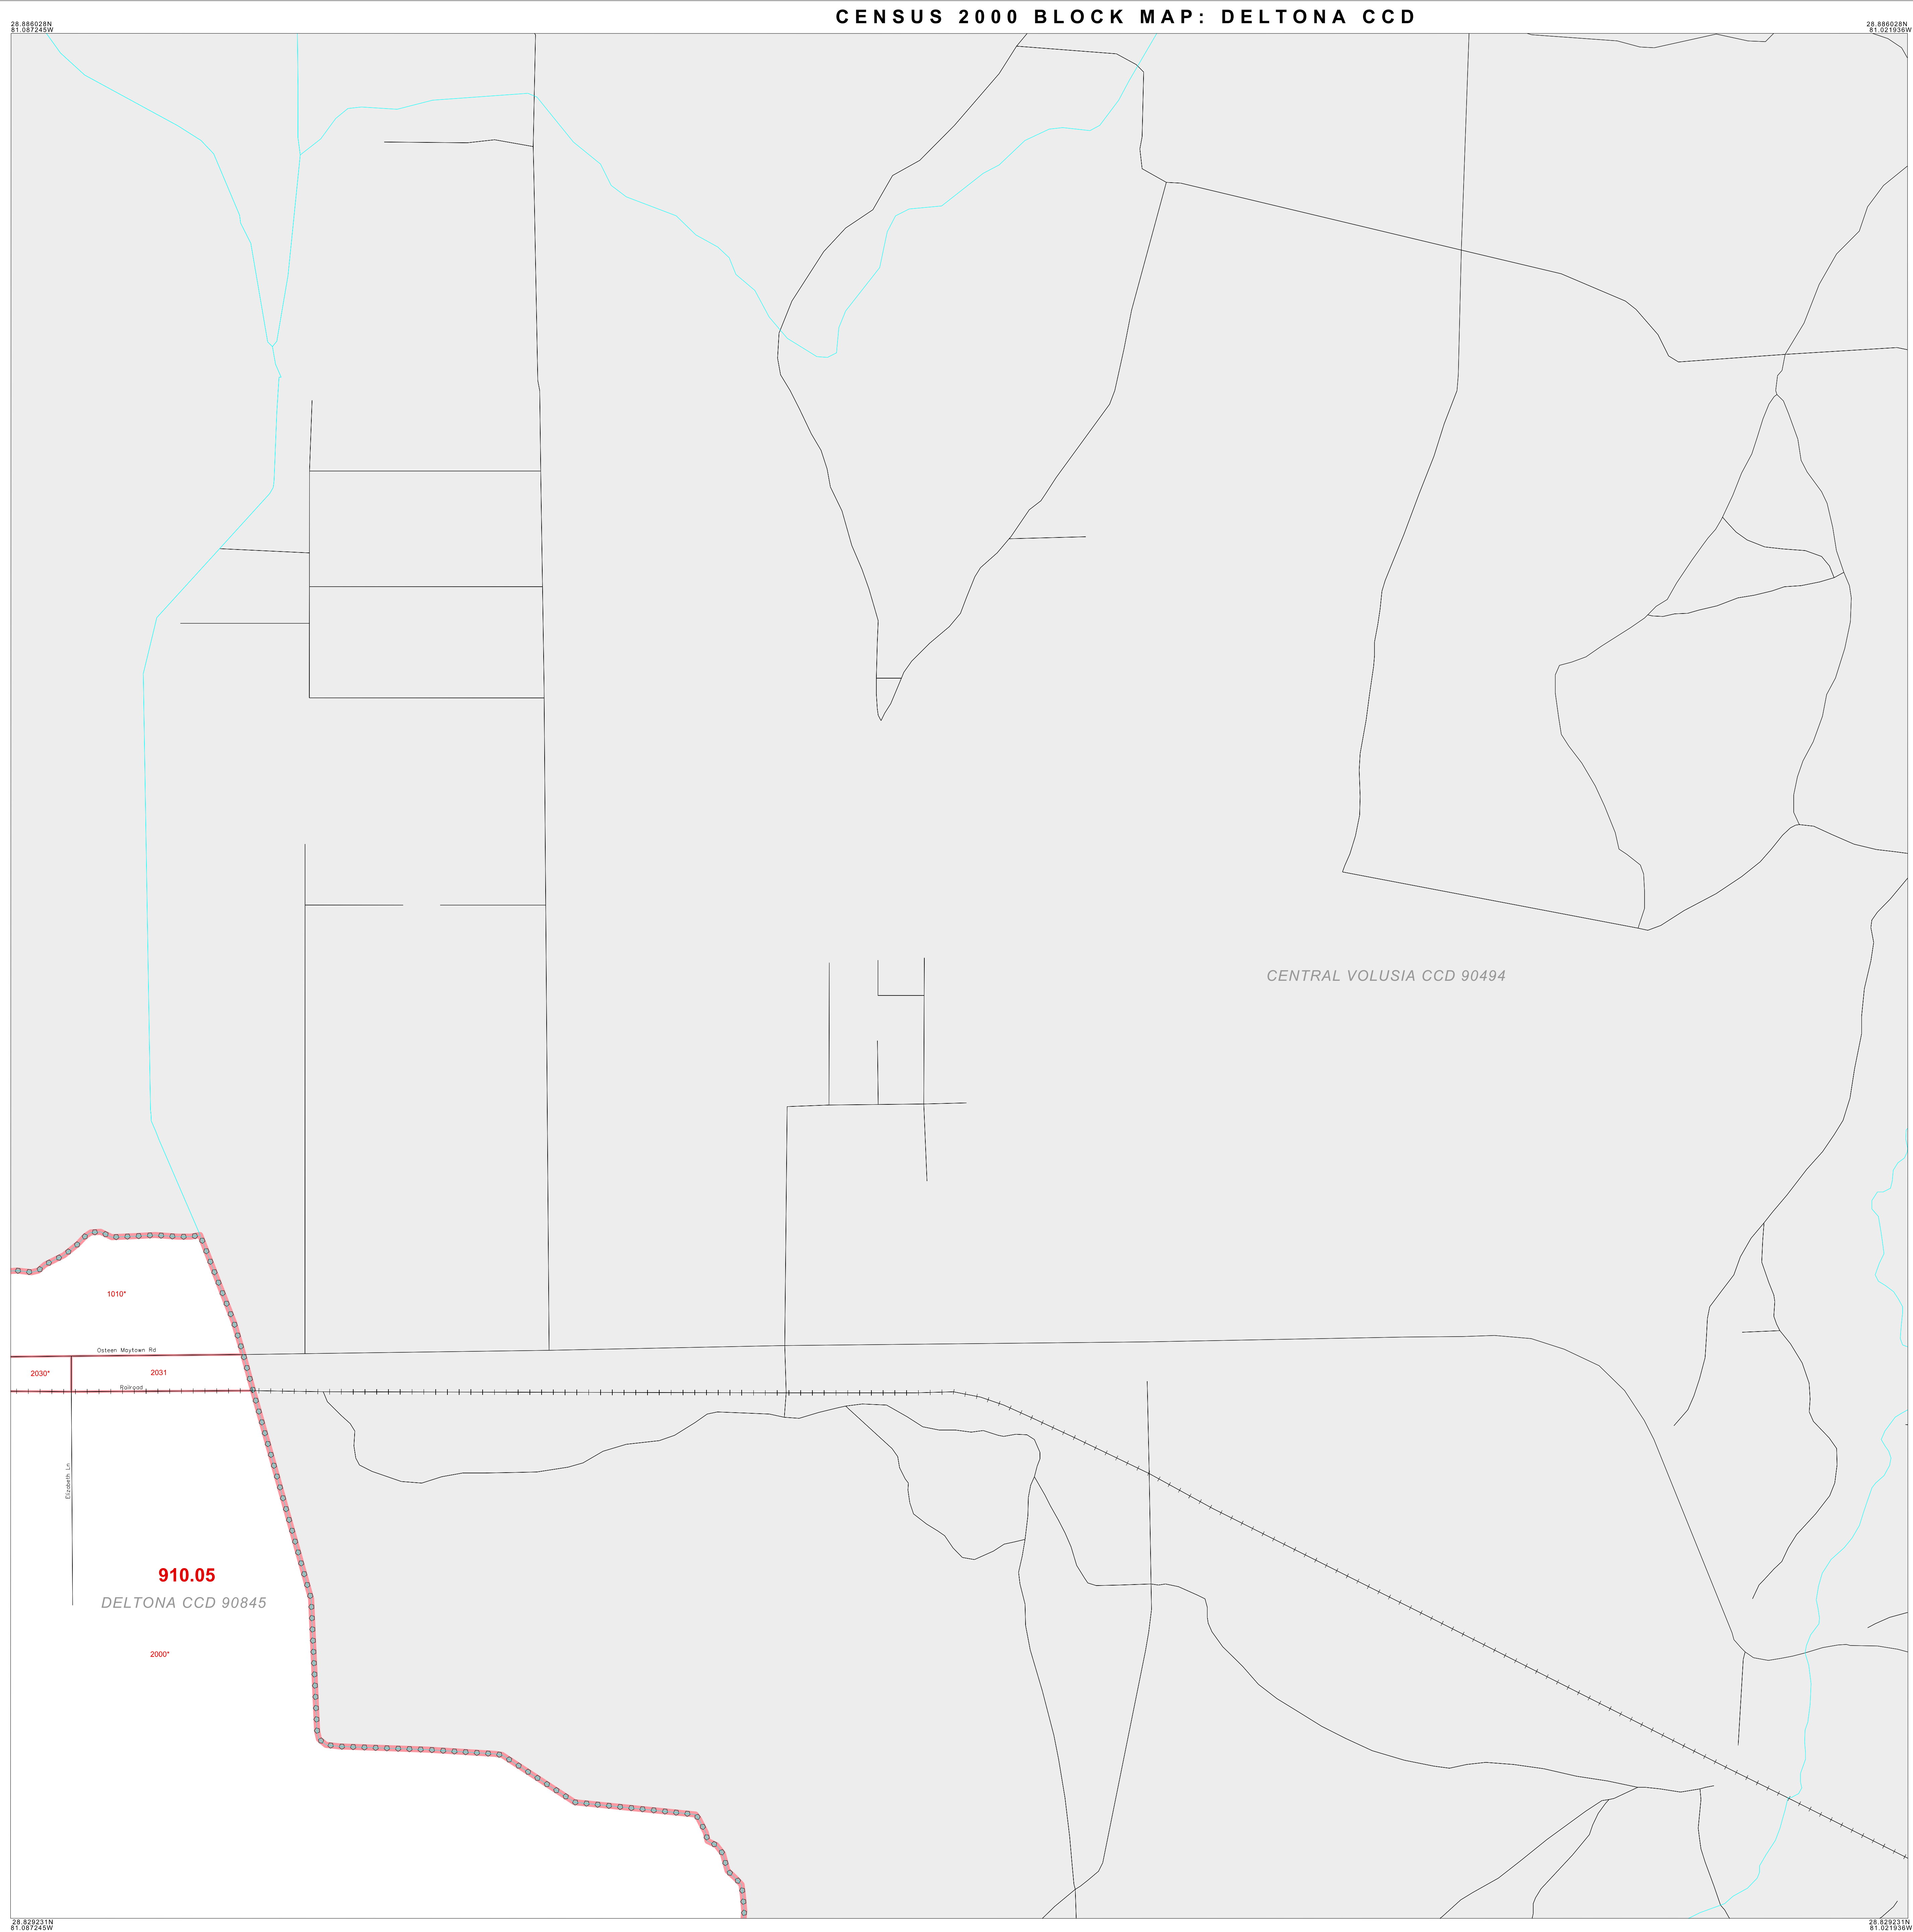 CENSUS 2000 BLOCK MAP: DELTONA CCD
28.886028N
81.087245W
28.886028N
81.021936W
CENTRAL VOLUSIA CCD 90494
1010*
Osteen Maytown Rd
2030*
2031
Railroad
Elizabeth Ln
910.05
DELTONA CCD 90845
2000*
28.829231N
81.087245W
28.829231N
81.021936W